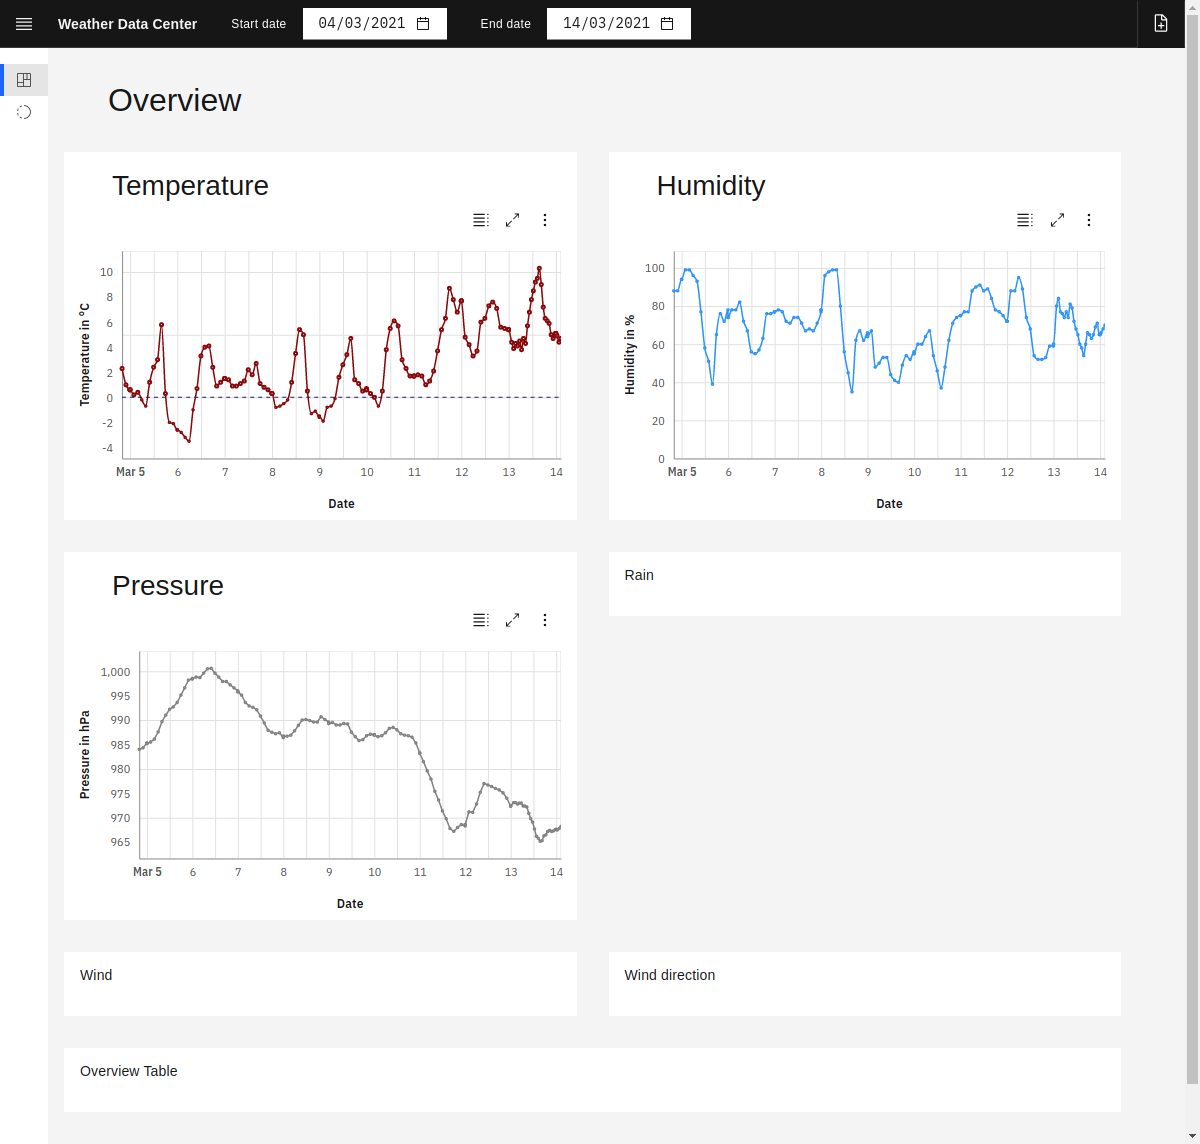 Weather Data Center Start date 04/03/2021 End date 14/03/2021
Overview
Temperature
Temperature in °C
10
8
6
4
2
0
-2
-4
Mar 5 6 7 8 9 10 11 12 13 14
Date
Humidity
Humidity in %
100
80
60
40
20
0
Mar 5 6 7 8 9 10 11 12 13 14
Date
Pressure
Pressure in hPa
1,000
995
990
985
980
975
970
965
Mar 5 6 7 8 9 10 11 12 13 14
Date
Rain
Wind
Wind direction
Overview Table